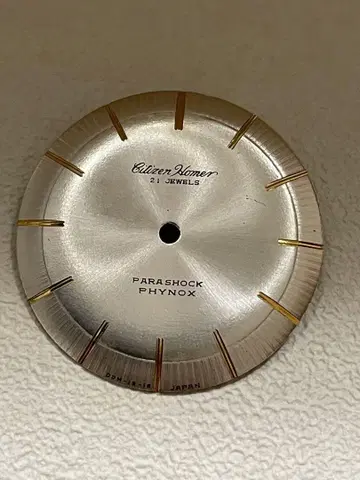 Citizen Homer
21 JEWELS
PARASHOCK
PHYNOX
JAPAN